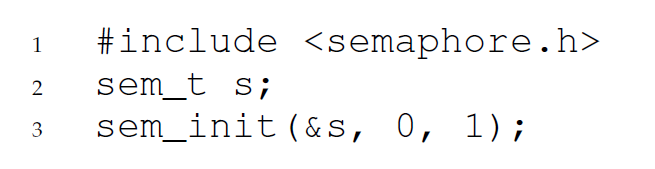 1 #include <semaphore.h>
2 sem_t s;
3 sem_init(&s, 0, 1);